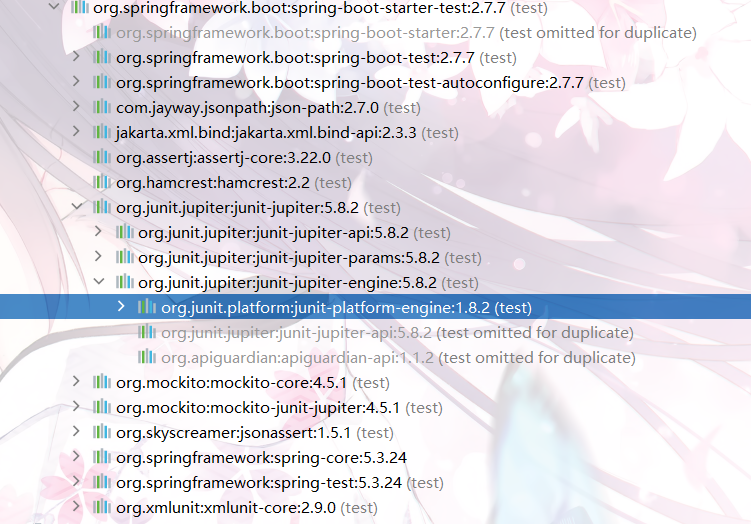 org.springframework.boot:spring-boot-starter-test:2.7.7 (test)
org.springframework.boot:spring-boot-starter:2.7.7 (test omitted for duplicate)
org.springframework.boot:spring-boot-test:2.7.7 (test)
org.springframework.boot:spring-boot-test-autoconfigure:2.7.7 (test)
com.jayway.jsonpath:json-path:2.7.0 (test)
jakarta.xml.bind:jakarta.xml.bind-api:2.3.3 (test)
org.assertj:assertj-core:3.22.0 (test)
org.hamcrest:hamcrest:2.2 (test)
org.junit.jupiter:junit-jupiter:5.8.2 (test)
org.junit.jupiter:junit-jupiter-api:5.8.2 (test)
org.junit.jupiter:junit-jupiter-params:5.8.2 (test)
org.junit.jupiter:junit-jupiter-engine:5.8.2 (test)
org.junit.platform:junit-platform-engine:1.8.2 (test)
org.junit.jupiter:junit-jupiter-api:5.8.2 (test omitted for duplicate)
org.apiguardian:apiguardian-api:1.1.2 (test omitted for duplicate)
org.mockito:mockito-core:4.5.1 (test)
org.mockito:mockito-junit-jupiter:4.5.1 (test)
org.skyscreamer:jsonassert:1.5.1 (test)
org.springframework:spring-core:5.3.24
org.springframework:spring-test:5.3.24 (test)
org.xmlunit:xmlunit-core:2.9.0 (test)